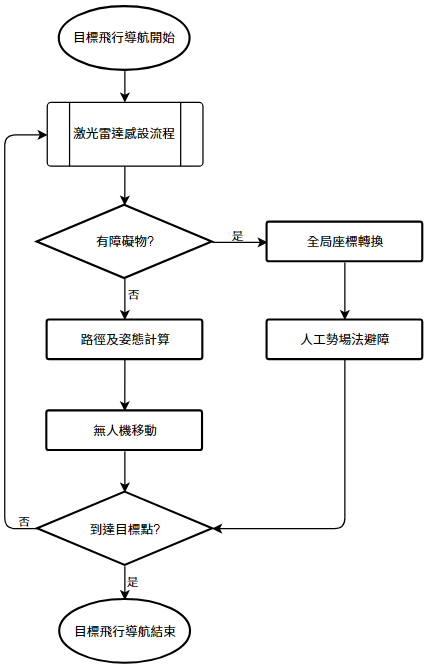 目標飛行導航開始
激光雷達感設流程
有障礙物?
是
全局座標轉換
否
路徑及姿態計算
人工勢場法避障
無人機移動
到達目標點?
否
是
目標飛行導航結束